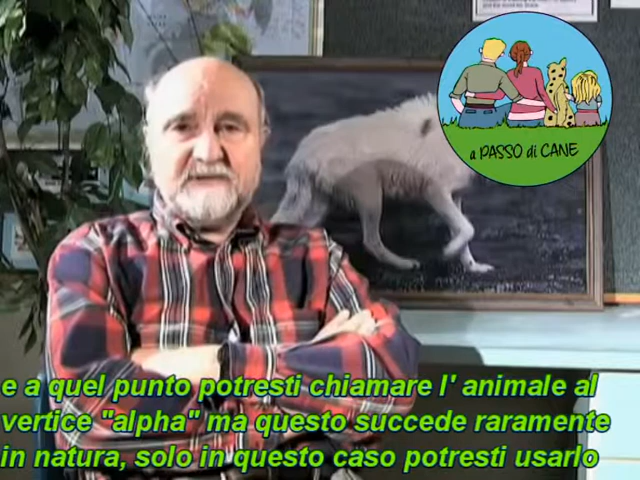 a PASSO di CANE
e a quel punto potresti chiamare l' animale al
vertice "alpha" ma questo succede raramente
in natura, solo in questo caso potresti usarlo